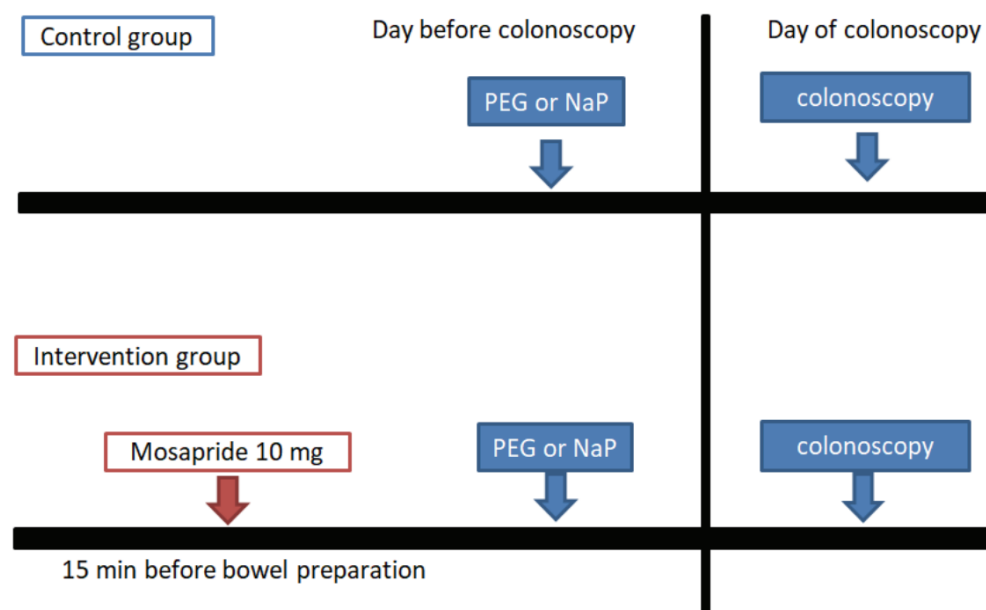 Control group
Day before colonoscopy
Day of colonoscopy
PEG or NaP
colonoscopy
Intervention group
Mosapride 10 mg
PEG or NaP
colonoscopy
15 min before bowel preparation